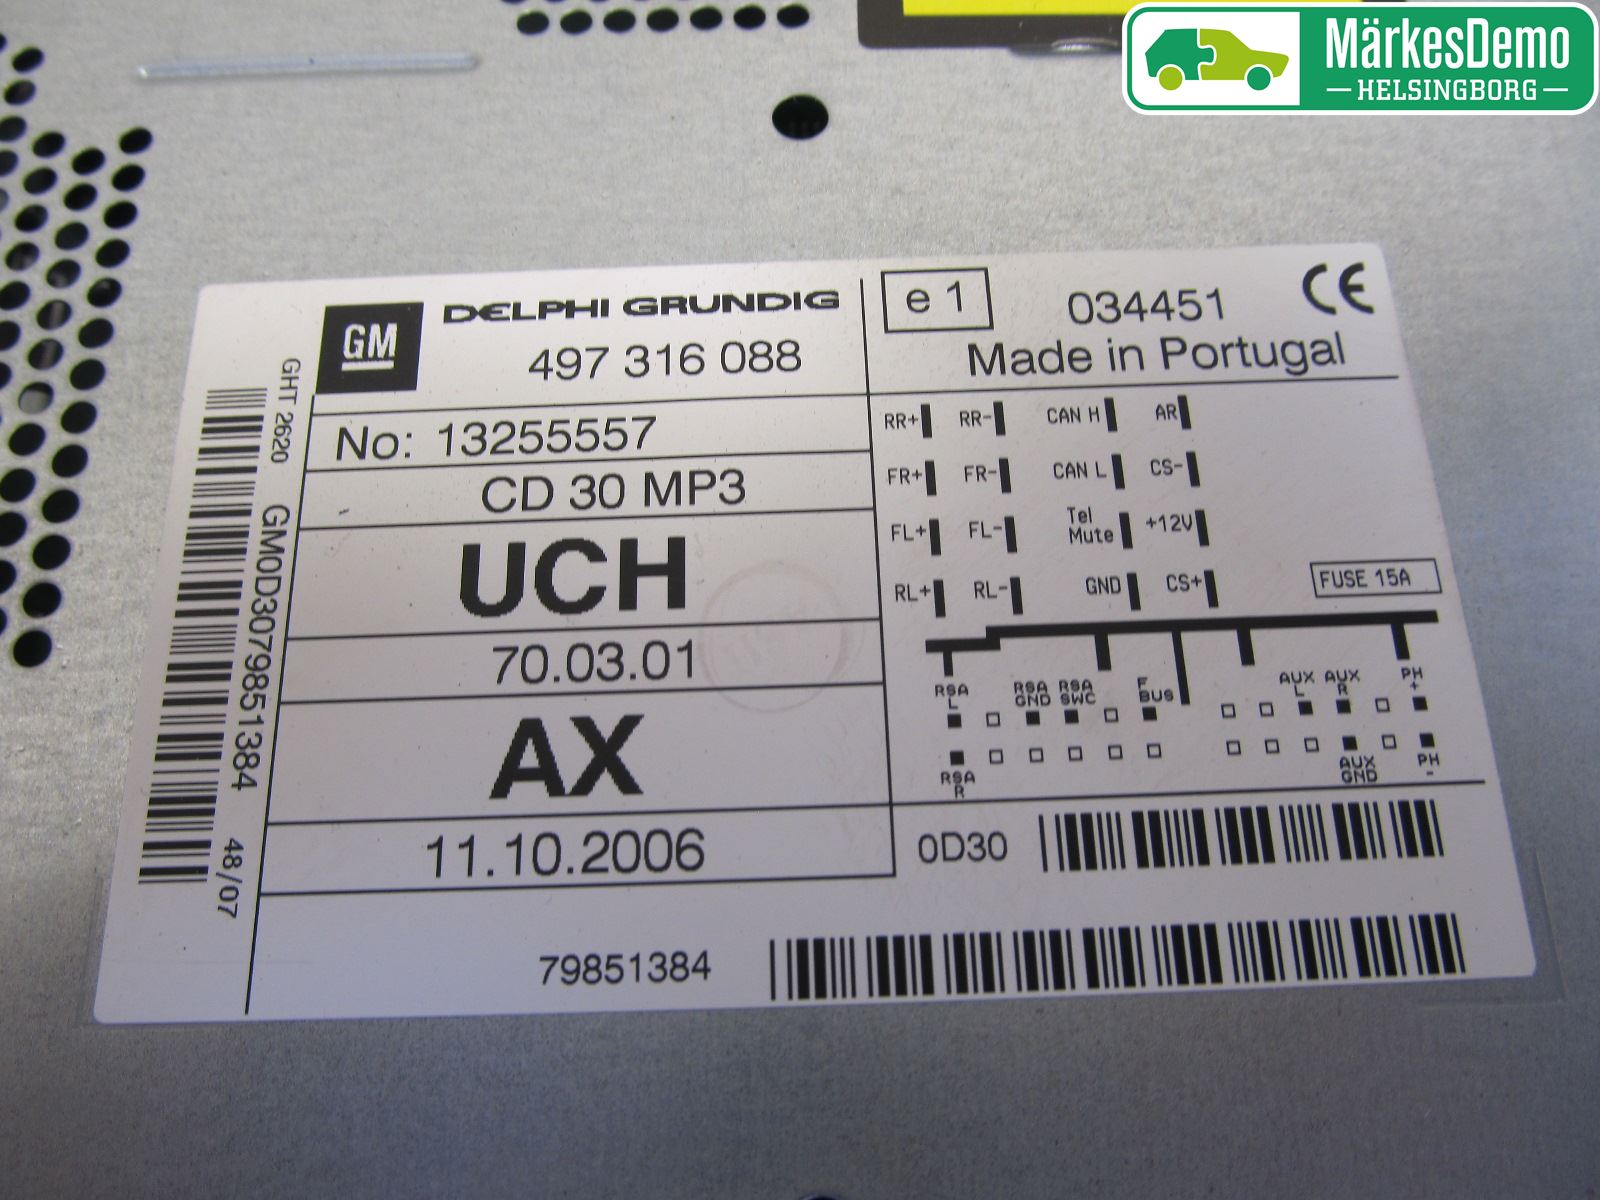 MärkesDemo
HELSINGBORG
GM
DELPHI GRUNDIG
497 316 088
No: 13255557
CD 30 MP3
UCH
70.03.01
AX
11.10.2006
79851384
GHT 2620 GM0D3079851384 48/07
e1 034451 CE
Made in Portugal
RR+ RR- CAN H AR
FR+ FR- CAN L CS-
FL+ FL- Tel Mute +12V
RL+ RL- GND CS+
FUSE 15A
RSA L RSA GND RSA SWC F BUS AUX L AUX R PH +
RSA R AUX GND PH -
0D30